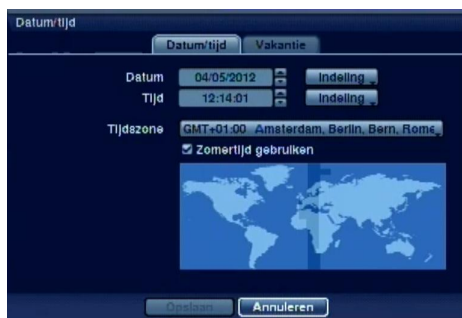 Datum/tijd
Datum/tijd Vakantie
Datum 04/05/2012 Indeling
Tijd 12:14:01 Indeling
Tijdszone GMT+01:00 Amsterdam, Berlin, Bern, Rome,
Zomertijd gebruiken
Opslaan Annuleren